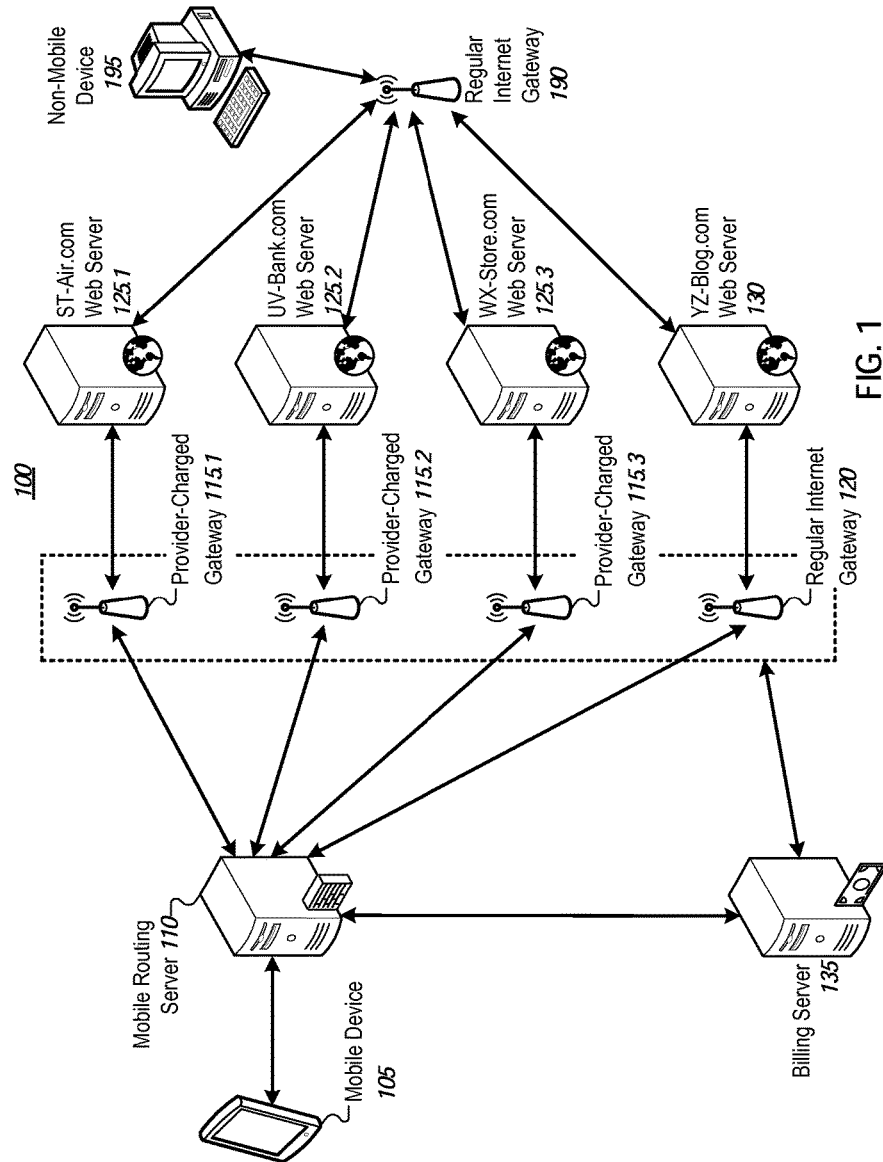 100
Mobile Device
105
Mobile Routing
Server 110
Billing Server
135
Provider-Charged
Gateway 115.1
Provider-Charged
Gateway 115.2
Provider-Charged
Gateway 115.3
Regular Internet
Gateway 120
ST-Air.com
Web Server
125.1
UV-Bank.com
Web Server
125.2
WX-Store.com
Web Server
125.3
YZ-Blog.com
Web Server
130
Non-Mobile
Device
195
Regular
Internet
Gateway
190
FIG. 1